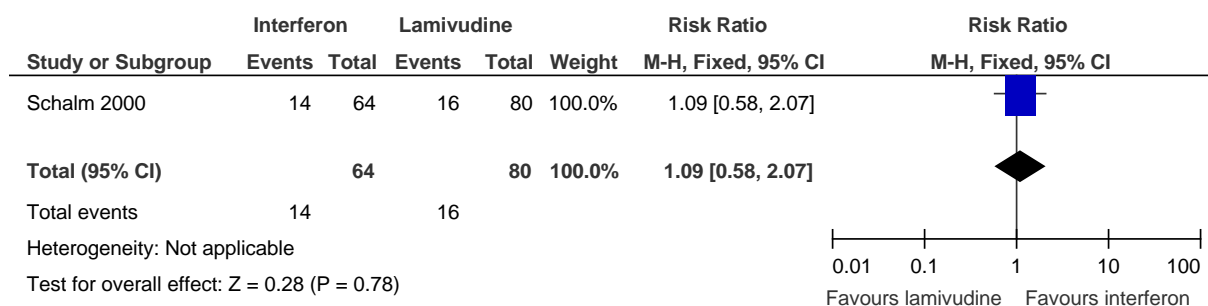 Interferon Lamivudine Risk Ratio Risk Ratio
Study or Subgroup Events Total Events Total Weight M-H, Fixed, 95% CI M-H, Fixed, 95% CI
Schalm 2000 14 64 16 80 100.0% 1.09 [0.58, 2.07]
Total (95% CI) 64 80 100.0% 1.09 [0.58, 2.07]
Total events 14 16
Heterogeneity: Not applicable
Test for overall effect: Z = 0.28 (P = 0.78)
0.01 0.1 1 10 100
Favours lamivudine Favours interferon